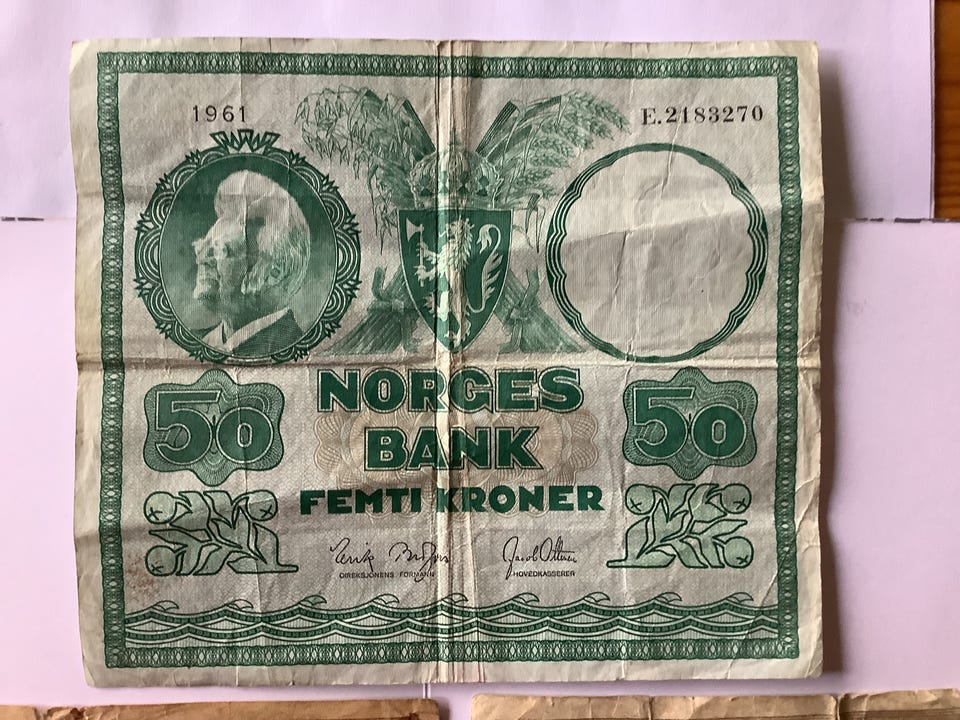 1961
E.2183270
50
50
NORGES
BANK
FEMTI KRONER
DIREKSJONENS FORMANN
HOVEDKASSERER